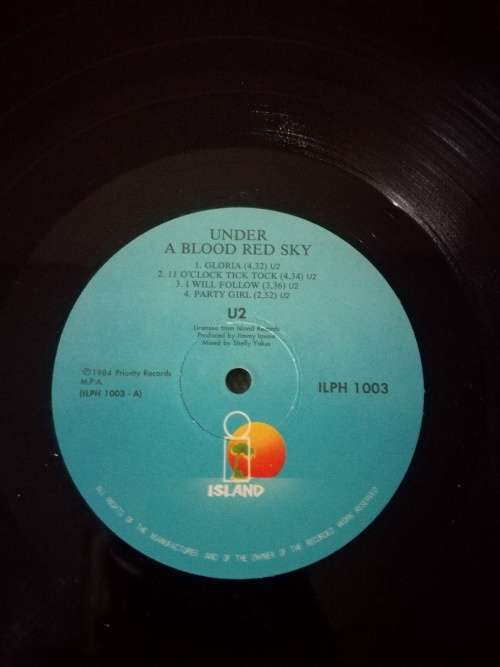 UNDER
A BLOOD RED SKY
1. GLORIA (4,32) U2
2. 11 O'CLOCK TICK TOCK (4,34) U2
3. I WILL FOLLOW (3,36) U2
4. PARTY GIRL (2,52) U2
U2
Licensee from Island Records
Produced by Jimmy Iovine
Mixed by Shelly Yakus
℗1984 Priority Records
M.P.A.
(ILPH 1003 - A)
ILPH 1003
ISLAND
ALL RIGHTS OF THE MANUFACTURER AND OF THE OWNER OF THE RECORDED WORK RESERVED